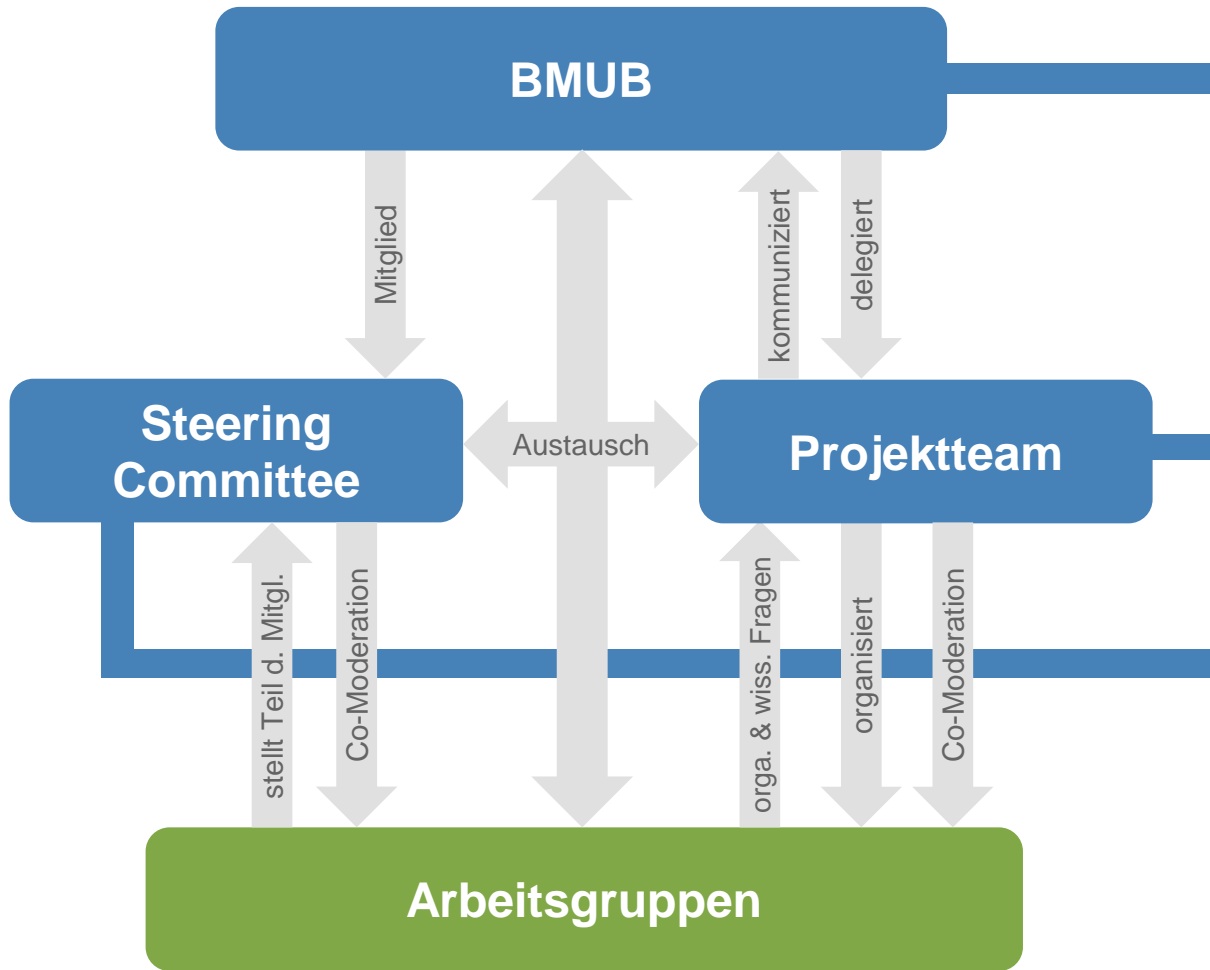 BMUB
Mitglied
kommuniziert
delegiert
Steering
Committee
Austausch
Projektteam
stellt Teil d. Mitgl.
Co-Moderation
orga. & wiss. Fragen
organisiert
Co-Moderation
Arbeitsgruppen